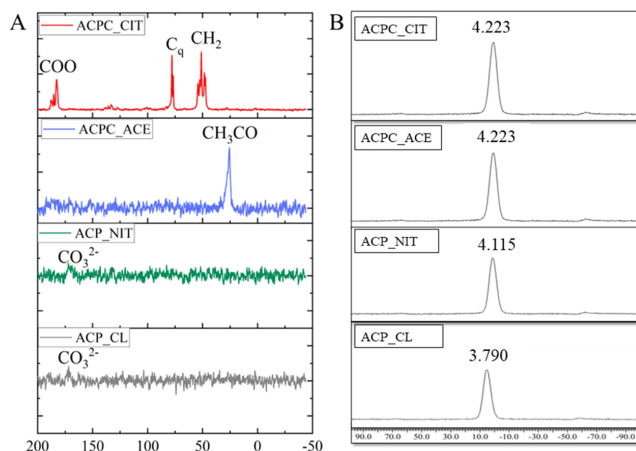 A
ACPC_CIT
COO
C_q
CH₂
ACPC_ACE
CH₃CO
ACP_NIT
CO₃²⁻
ACP_CL
CO₃²⁻
200 150 100 50 0 -50
B
4.223
ACPC_CIT
4.223
ACPC_ACE
4.115
ACP_NIT
3.790
ACP_CL
90.0 70.0 50.0 30.0 10.0 -10.0 -30.0 -50.0 -70.0 -90.0